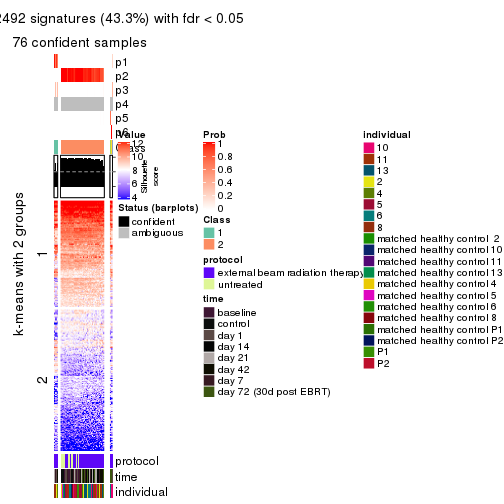 2492 signatures (43.3%) with fdr < 0.05
76 confident samples
p1
p2
p3
p4
p5
p6
Class
k-means with 2 groups
1
2
Value
12
10
8
6
4
Silhouette
score
Status (barplots)
confident
ambiguous
Prob
1
0.8
0.6
0.4
0.2
0
Class
1
2
protocol
external beam radiation therapy
untreated
time
baseline
control
day 1
day 14
day 21
day 42
day 7
day 72 (30d post EBRT)
individual
10
11
13
2
4
5
6
8
matched healthy control 2
matched healthy control 10
matched healthy control 11
matched healthy control 13
matched healthy control 4
matched healthy control 5
matched healthy control 6
matched healthy control 8
matched healthy control P1
matched healthy control P2
P1
P2
protocol
time
individual